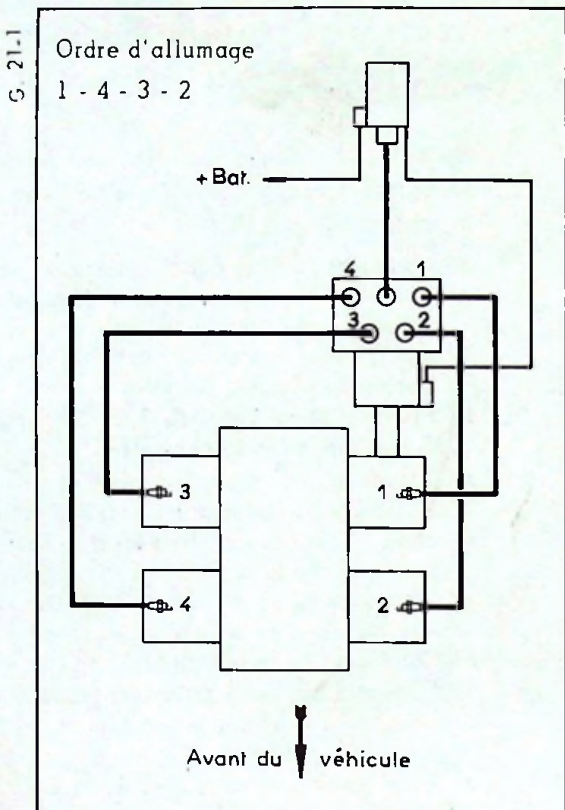 G. 21-1
Ordre d'allumage
1 - 4 - 3 - 2
+ Bat.
4 1
3 2
3 1
4 2
Avant du véhicule